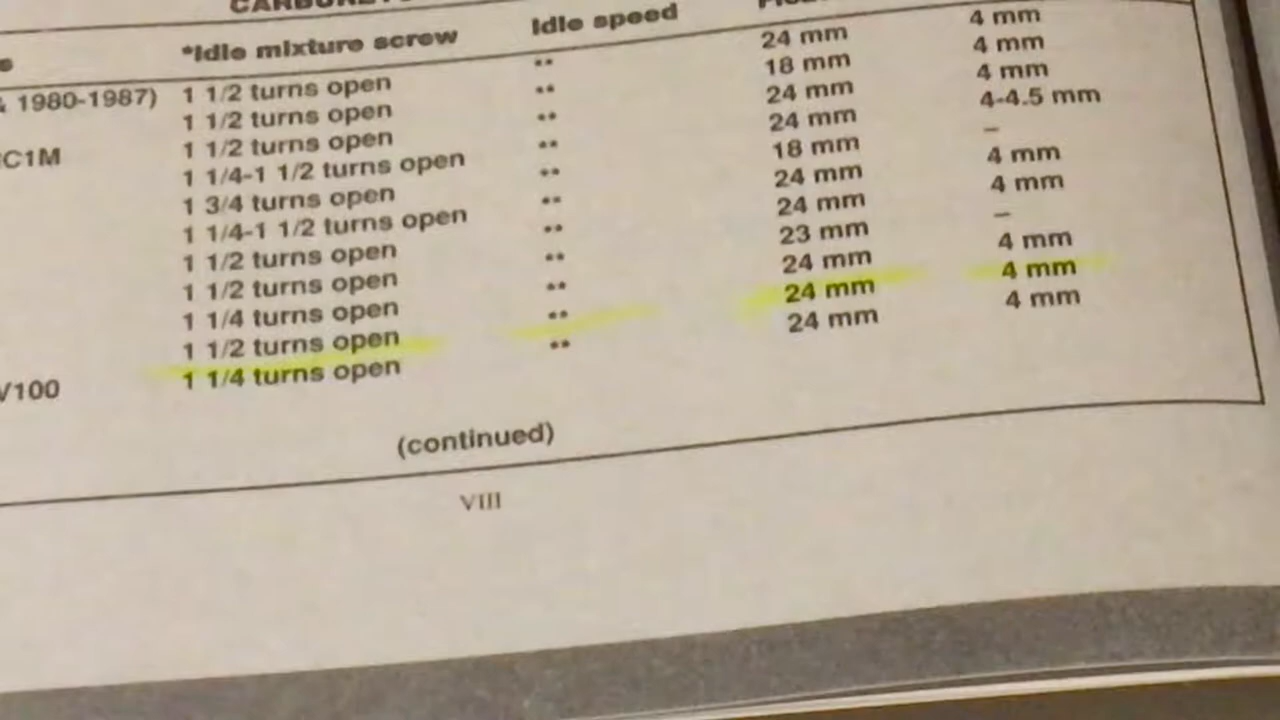 *Idle mixture screw Idle speed
& 1980-1987) 1 1/2 turns open ** 24 mm 4 mm
1 1/2 turns open ** 18 mm 4 mm
C1M 1 1/2 turns open ** 24 mm 4 mm
1 1/4-1 1/2 turns open ** 24 mm 4-4.5 mm
1 3/4 turns open ** 18 mm –
1 1/4-1 1/2 turns open ** 24 mm 4 mm
1 1/2 turns open ** 24 mm 4 mm
1 1/2 turns open ** 23 mm –
1 1/4 turns open ** 24 mm 4 mm
1 1/2 turns open ** 24 mm 4 mm
V100 1 1/4 turns open ** 24 mm 4 mm
(continued)
VIII